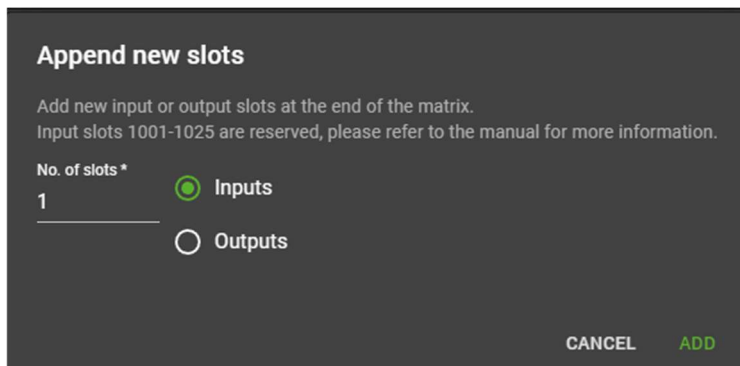 Append new slots
Add new input or output slots at the end of the matrix.
Input slots 1001-1025 are reserved, please refer to the manual for more information.
No. of slots *
1
Inputs
Outputs
CANCEL ADD